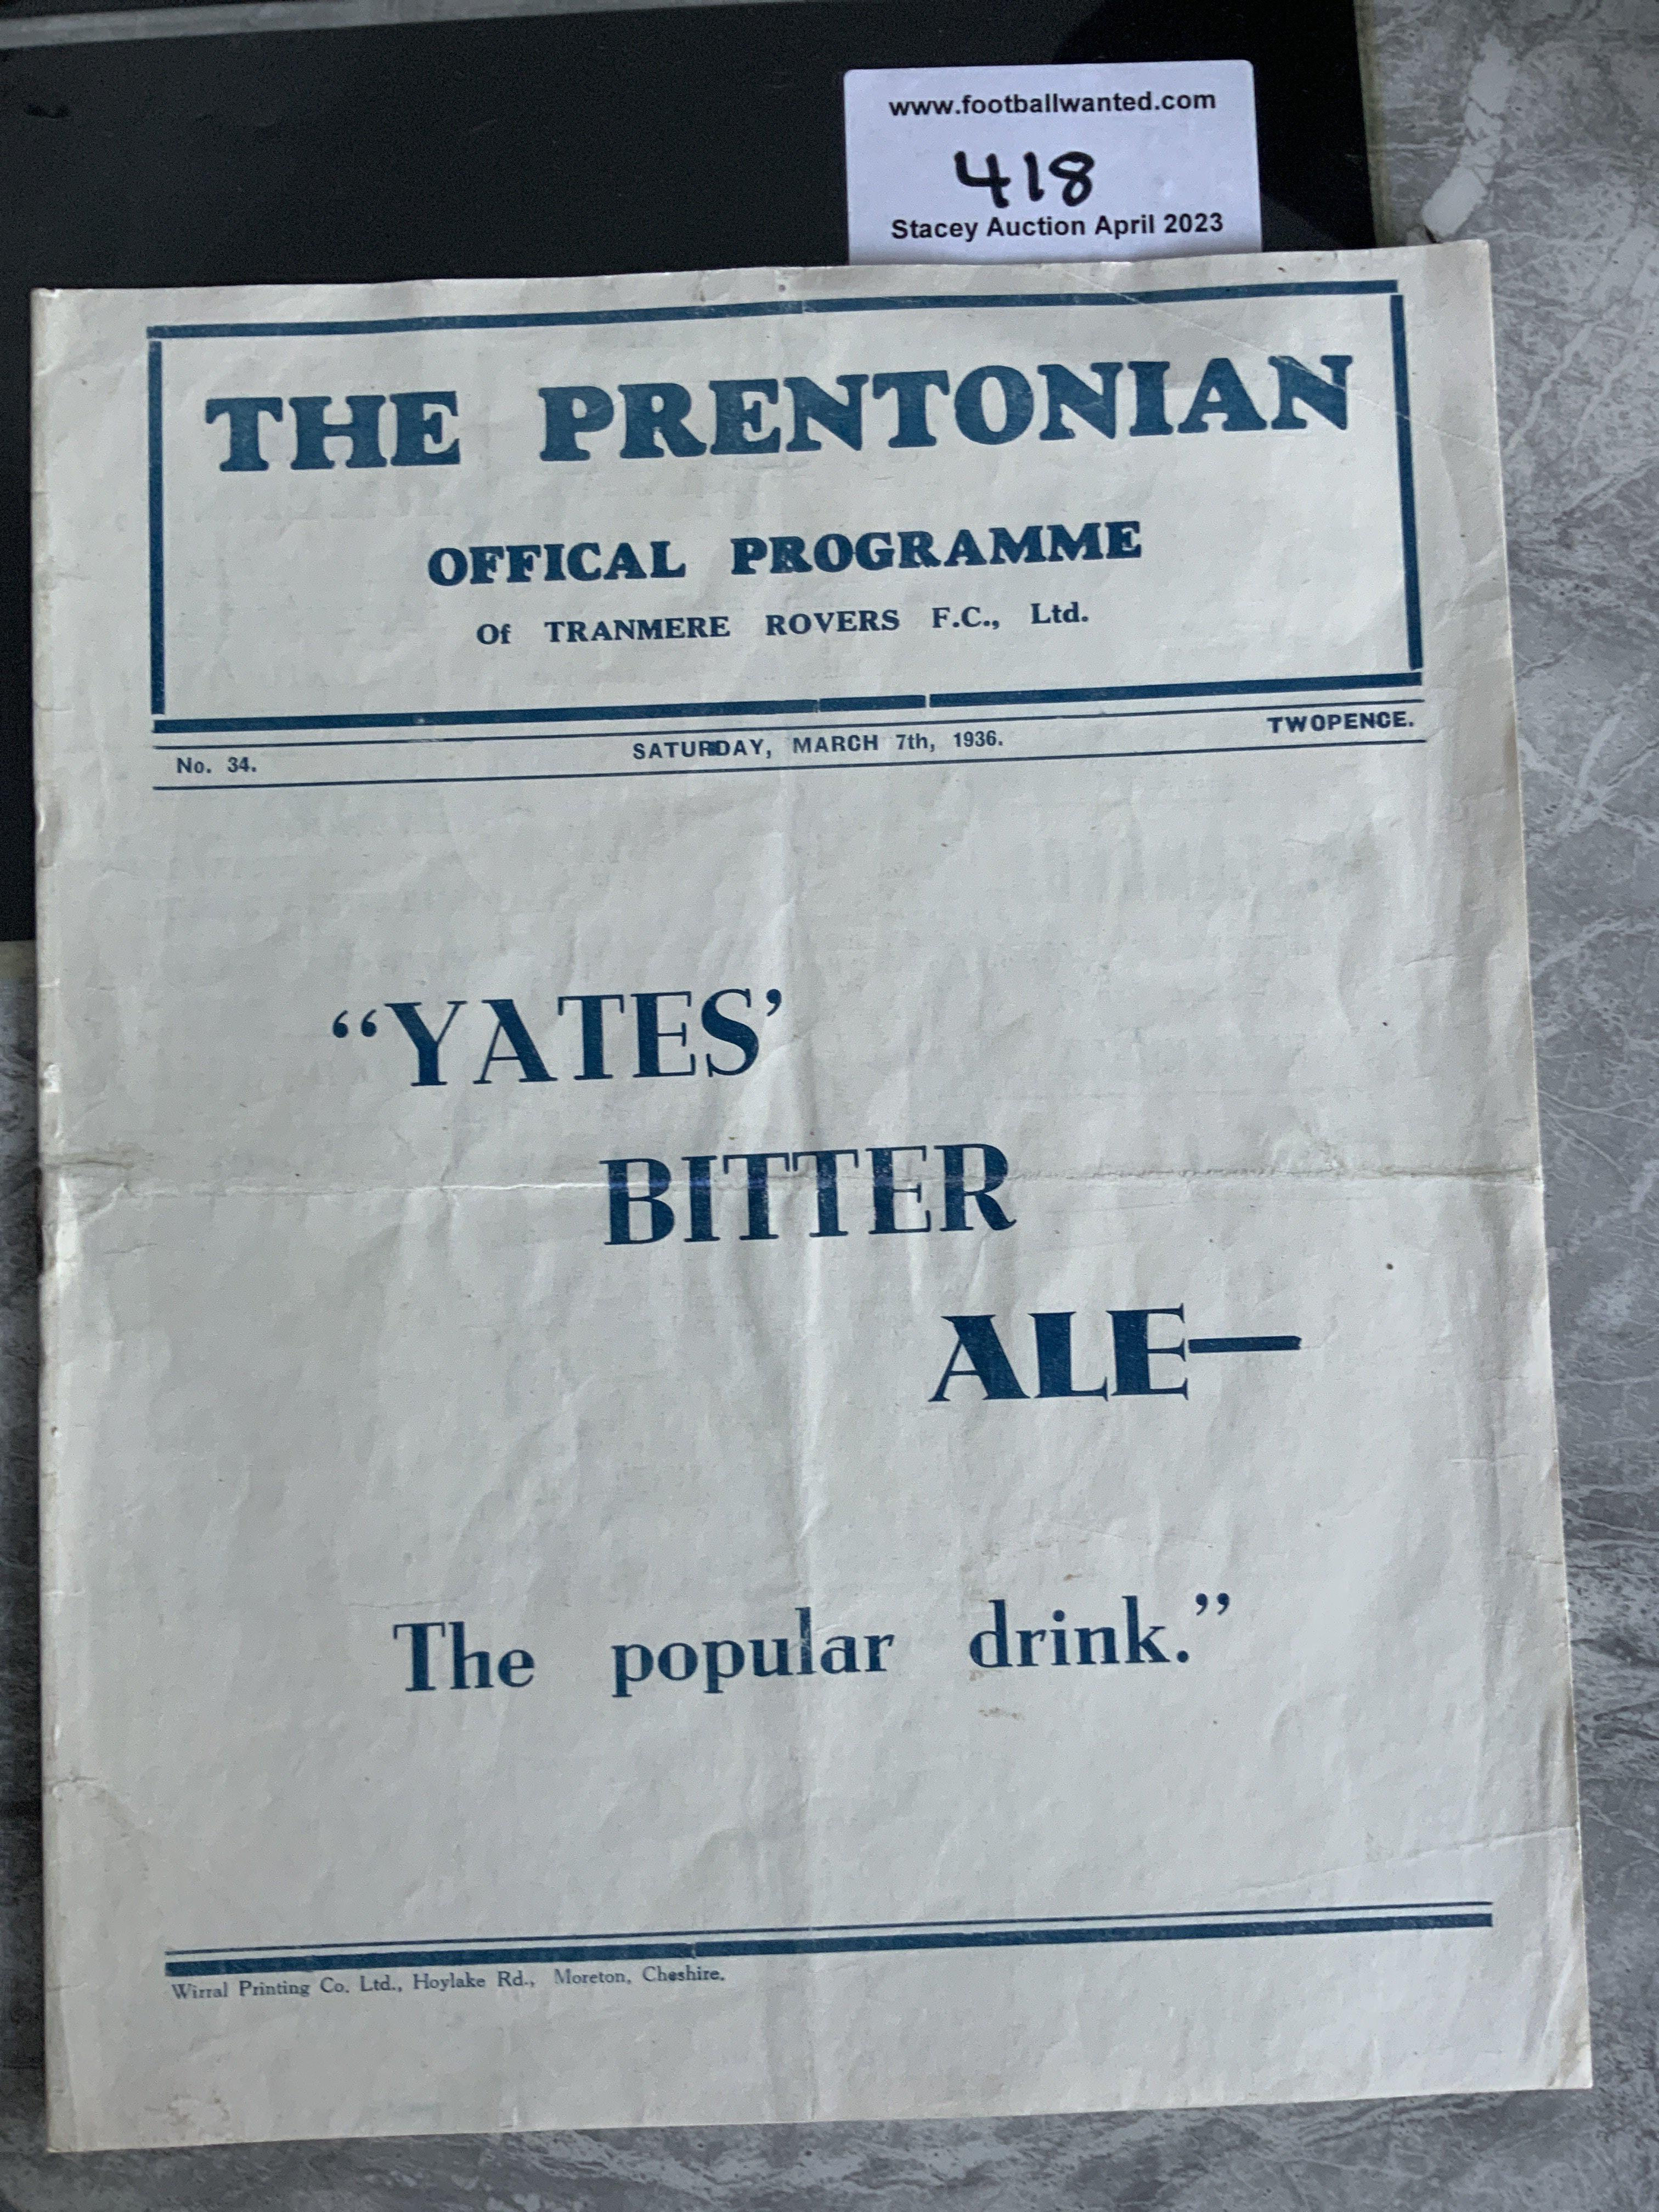 www.footballwanted.com
418
Stacey Auction April 2023
THE PRENTONIAN
OFFICAL PROGRAMME
Of TRANMERE ROVERS F.C., Ltd.
No. 34. SATURDAY, MARCH 7th, 1936. TWOPENCE.
“YATES’
BITTER
ALE—
The popular drink.”
Wirral Printing Co. Ltd., Hoylake Rd., Moreton, Cheshire.